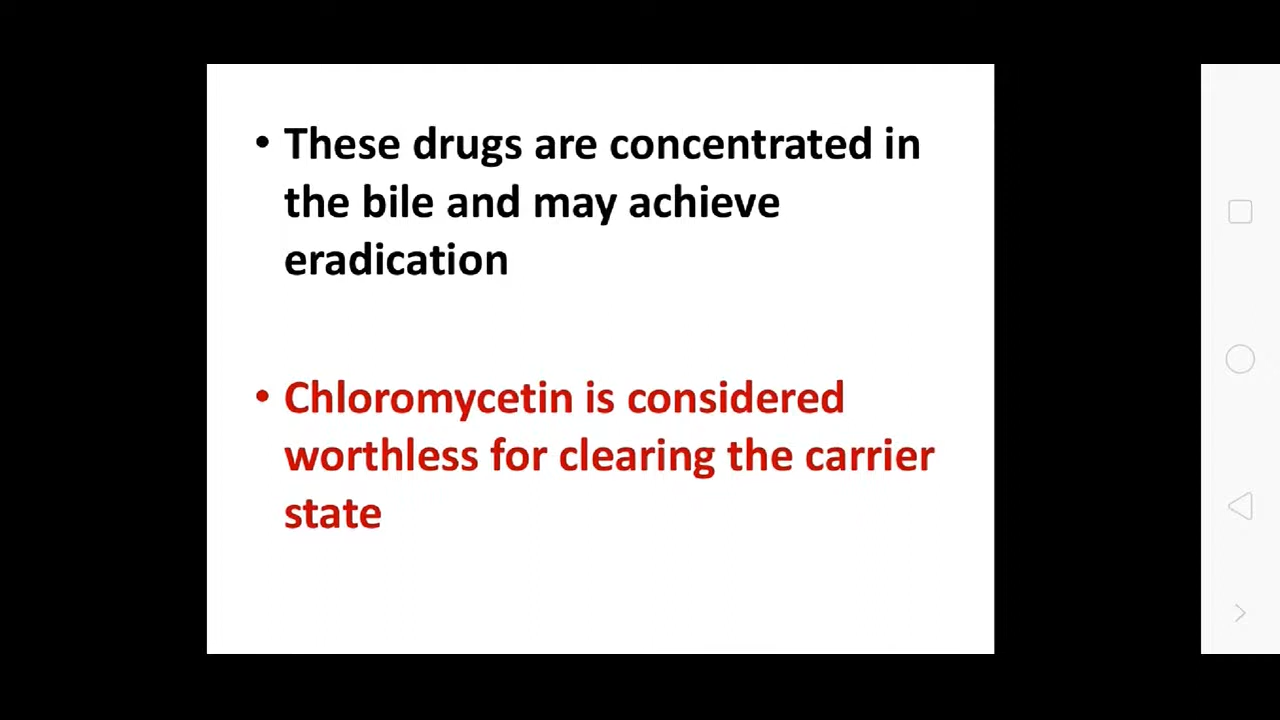 • These drugs are concentrated in
the bile and may achieve
eradication
• Chloromycetin is considered
worthless for clearing the carrier
state